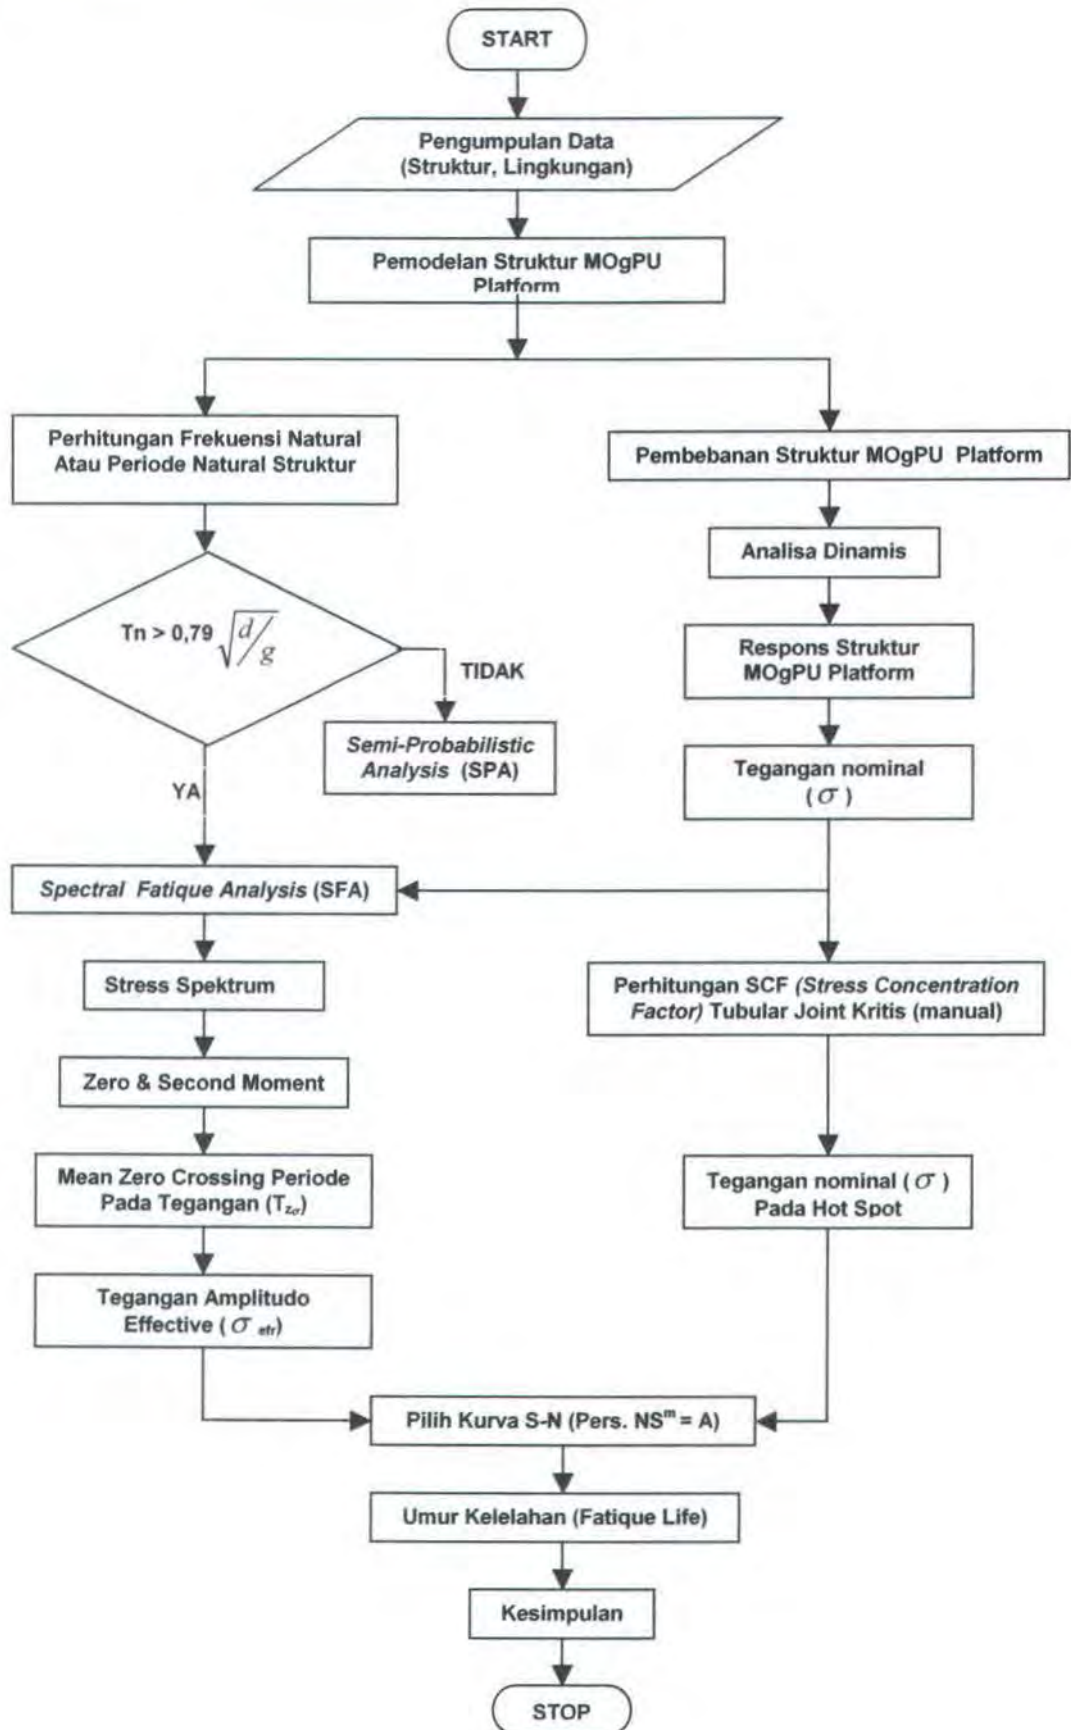 START
Pengumpulan Data
(Struktur, Lingkungan)
Pemodelan Struktur MOgPU
Platform
Perhitungan Frekuensi Natural
Atau Periode Natural Struktur
Tn > 0,79 √d/g
TIDAK
Semi-Probabilistic
Analysis (SPA)
YA
Pembebanan Struktur MOgPU Platform
Analisa Dinamis
Respons Struktur
MOgPU Platform
Tegangan nominal
(σ)
Spectral Fatique Analysis (SFA)
Stress Spektrum
Zero & Second Moment
Mean Zero Crossing Periode
Pada Tegangan (Tzσ)
Tegangan Amplitudo
Effective (σ efr)
Perhitungan SCF (Stress Concentration
Factor) Tubular Joint Kritis (manual)
Tegangan nominal (σ)
Pada Hot Spot
Pilih Kurva S-N (Pers. NS^m = A)
Umur Kelelahan (Fatique Life)
Kesimpulan
STOP